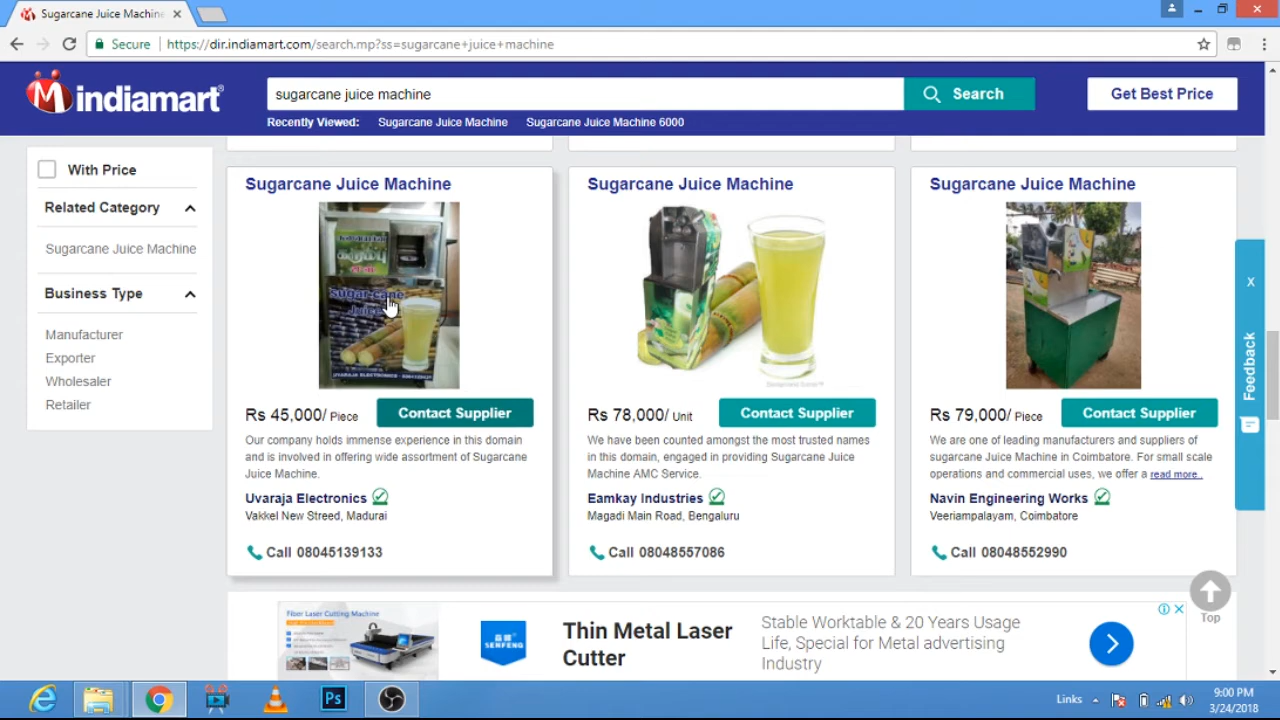 Sugarcane Juice Machine
Secure
https://dir.indiamart.com/search.mp?ss=sugarcane+juice+machine
indiamart
sugarcane juice machine
Search
Get Best Price
Recently Viewed: Sugarcane Juice Machine Sugarcane Juice Machine 6000
With Price
Related Category
Sugarcane Juice Machine
Business Type
Manufacturer
Exporter
Wholesaler
Retailer
Sugarcane Juice Machine
Sugar-cane
Juice
UVARAJA ELECTRONICS
Rs 45,000/ Piece
Contact Supplier
Our company holds immense experience in this domain
and is involved in offering wide assortment of Sugarcane
Juice Machine.
Uvaraja Electronics
Vakkel New Streed, Madurai
Call 08045139133
Sugarcane Juice Machine
Rs 78,000/ Unit
Contact Supplier
We have been counted amongst the most trusted names
in this domain, engaged in providing Sugarcane Juice
Machine AMC Service.
Eamkay Industries
Magadi Main Road, Bengaluru
Call 08048557086
Sugarcane Juice Machine
Rs 79,000/ Piece
Contact Supplier
We are one of leading manufacturers and suppliers of
sugarcane Juice Machine in Coimbatore. For small scale
operations and commercial uses, we offer a read more..
Navin Engineering Works
Veeriampalayam, Coimbatore
Call 08048552990
X
Feedback
Top
Fiber Laser Cutting Machine
SENFENG
Thin Metal Laser
Cutter
Stable Worktable & 20 Years Usage
Life, Special for Metal advertising
Industry
Ps
Links
9:00 PM
3/24/2018